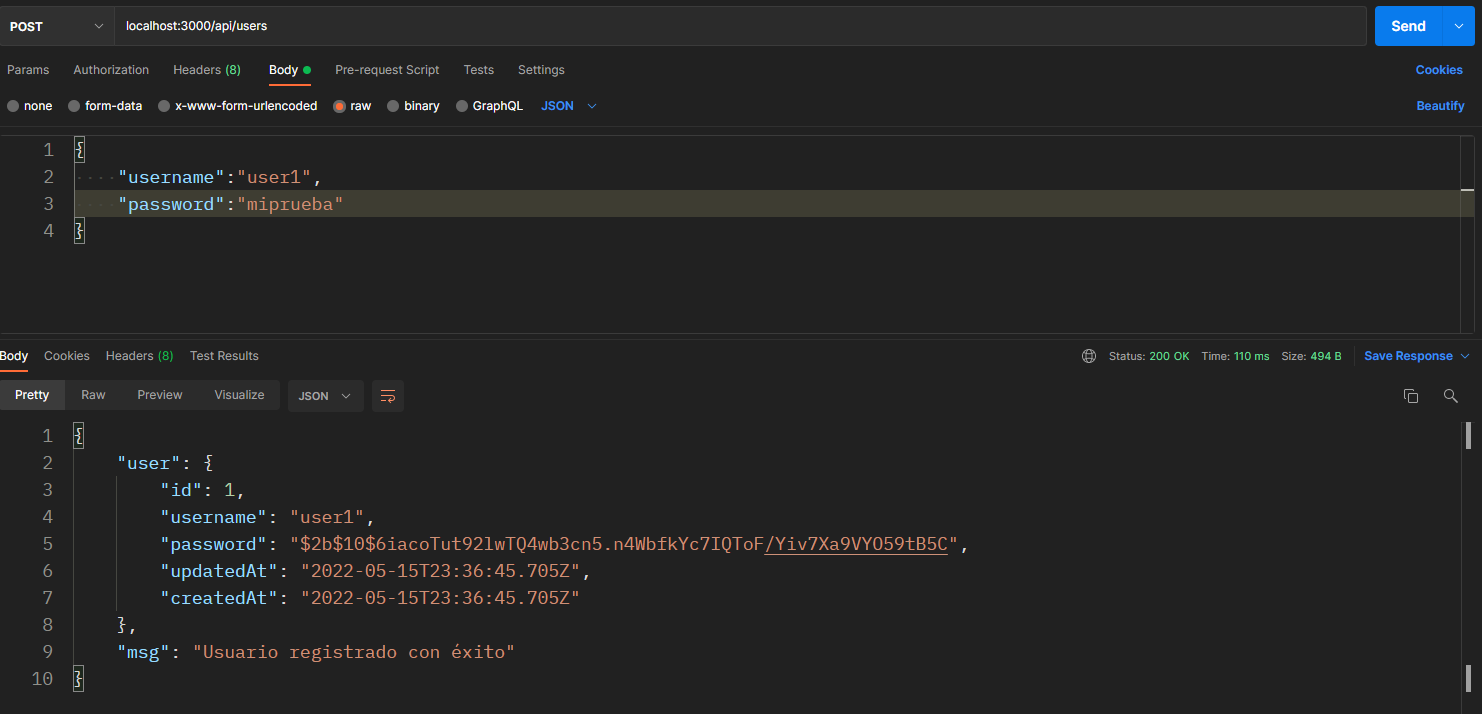 POST localhost:3000/api/users Send
Params Authorization Headers (8) Body Pre-request Script Tests Settings Cookies
none form-data x-www-form-urlencoded raw binary GraphQL JSON Beautify
1 {
2 "username":"user1",
3 "password":"miprueba"
4 }
Body Cookies Headers (8) Test Results Status: 200 OK Time: 110 ms Size: 494 B Save Response
Pretty Raw Preview Visualize JSON
1 {
2 "user": {
3 "id": 1,
4 "username": "user1",
5 "password": "$2b$10$6iacoTut92lwTQ4wb3cn5.n4WbfkYc7IQToF/Yiv7Xa9VYO59tB5C",
6 "updatedAt": "2022-05-15T23:36:45.705Z",
7 "createdAt": "2022-05-15T23:36:45.705Z"
8 },
9 "msg": "Usuario registrado con éxito"
10 }